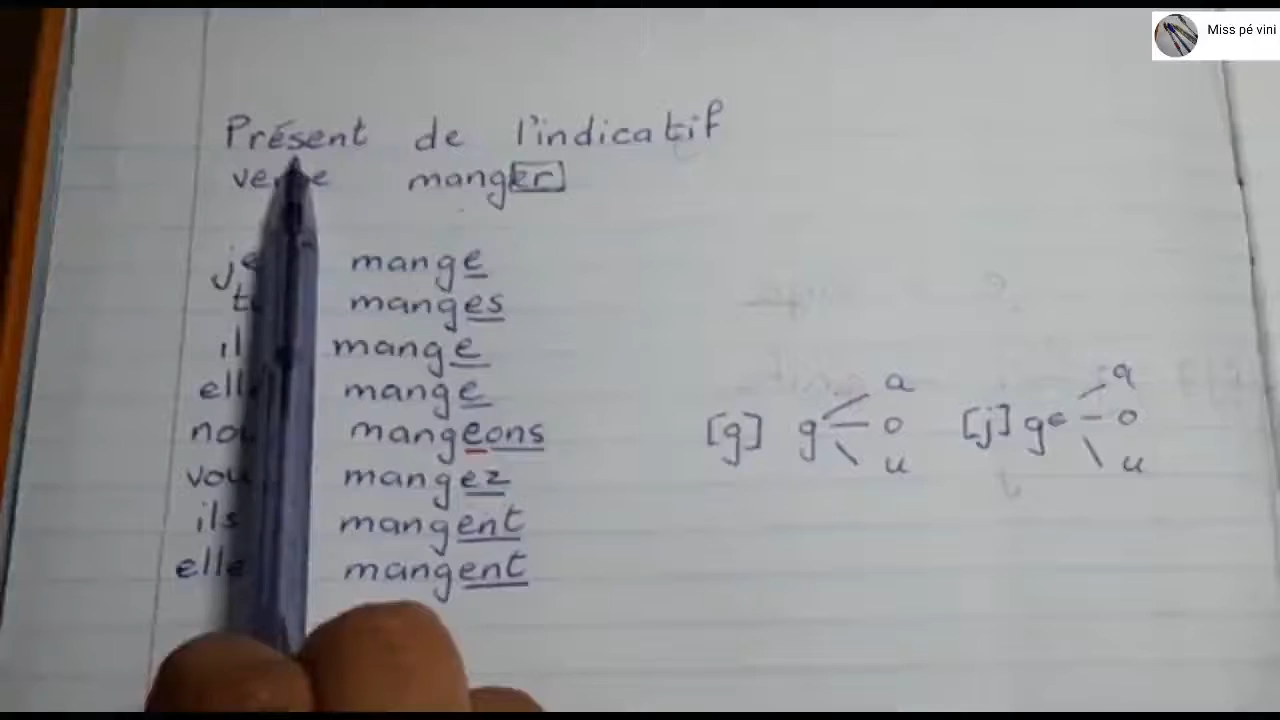 Miss pé vini
Présent de l'indicatif
manger
mange
manges
il mange
mange
mangeons
mangez
ils mangent
mangent
a
[g] g o
u
a
[j] ge o
u